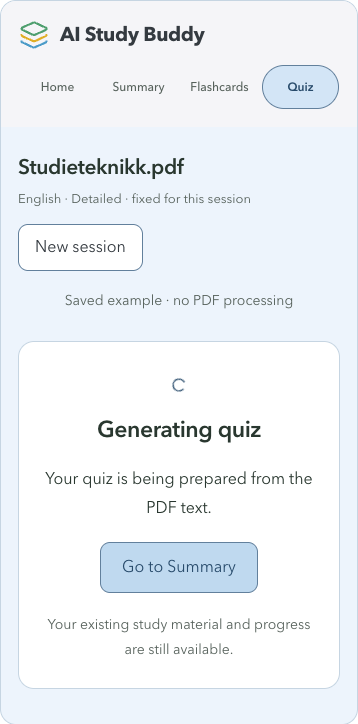 AI Study Buddy
Home Summary Flashcards Quiz
Studieteknikk.pdf
English · Detailed · fixed for this session
New session
Saved example · no PDF processing
Generating quiz
Your quiz is being prepared from the
PDF text.
Go to Summary
Your existing study material and progress
are still available.